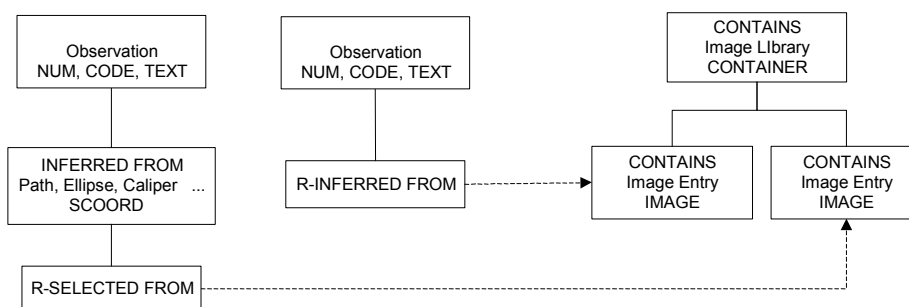 Observation
NUM, CODE, TEXT
INFERRED FROM
Path, Ellipse, Caliper ...
SCOORD
R-SELECTED FROM
Observation
NUM, CODE, TEXT
R-INFERRED FROM
CONTAINS
Image LIbrary
CONTAINER
CONTAINS
Image Entry
IMAGE
CONTAINS
Image Entry
IMAGE